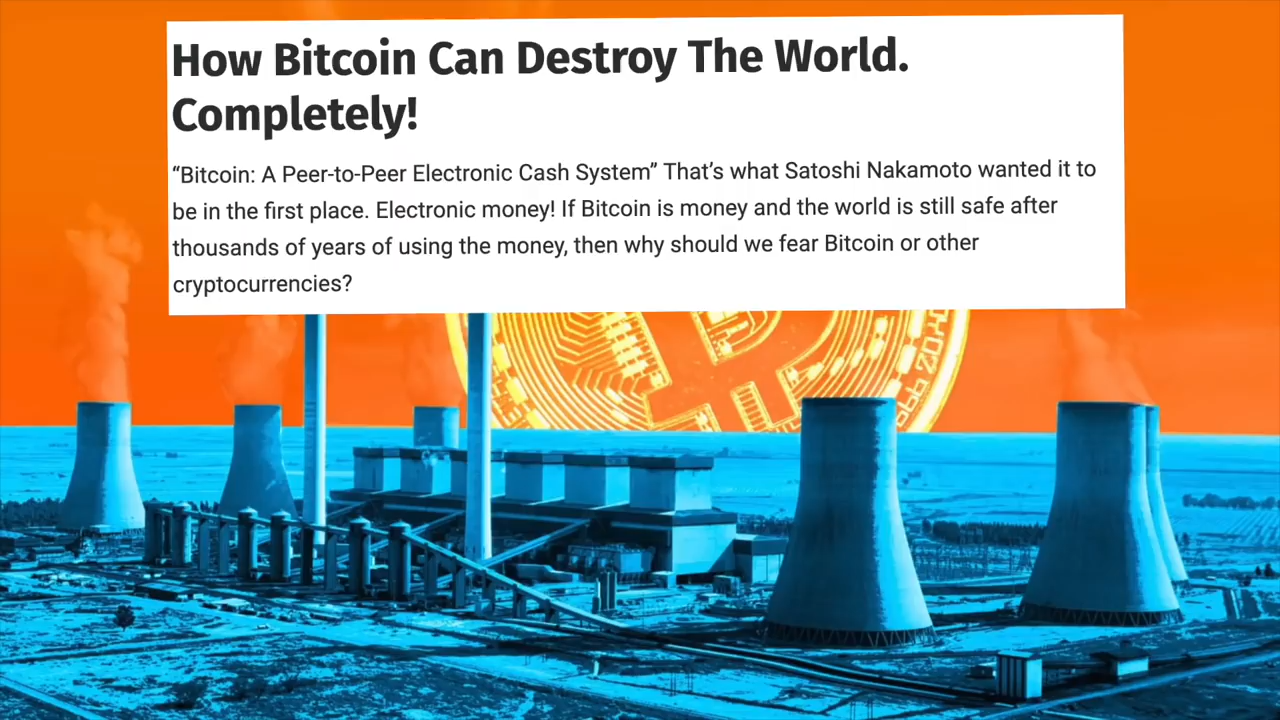 How Bitcoin Can Destroy The World.
Completely!
“Bitcoin: A Peer-to-Peer Electronic Cash System” That’s what Satoshi Nakamoto wanted it to
be in the first place. Electronic money! If Bitcoin is money and the world is still safe after
thousands of years of using the money, then why should we fear Bitcoin or other
cryptocurrencies?